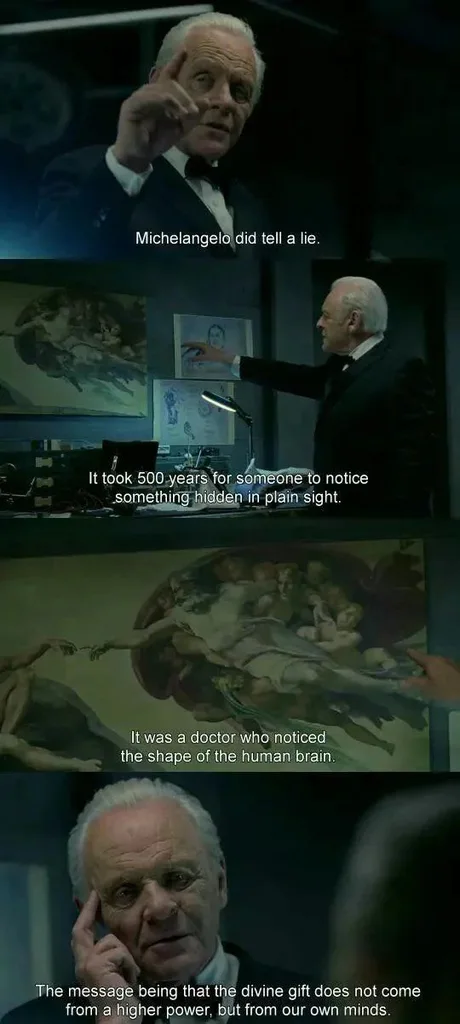 Michelangelo did tell a lie.
It took 500 years for someone to notice
something hidden in plain sight.
It was a doctor who noticed
the shape of the human brain.
The message being that the divine gift does not come
from a higher power, but from our own minds.